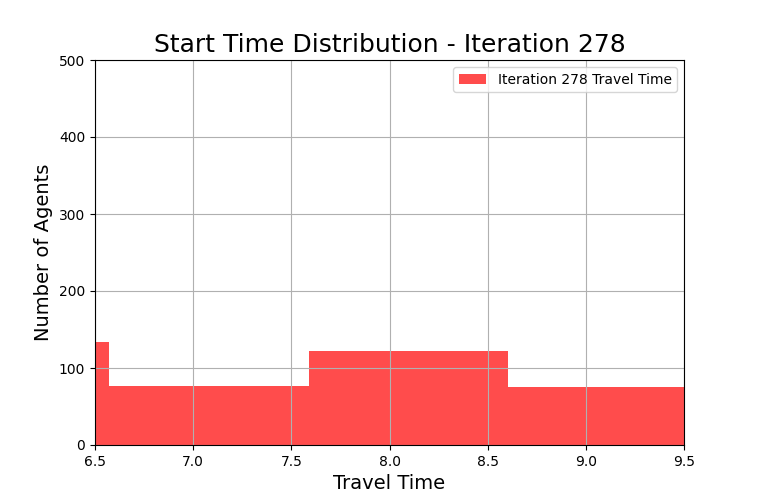 Start Time Distribution - Iteration 278
500
400
300
200
100
0
Number of Agents
Iteration 278 Travel Time
6.5 7.0 7.5 8.0 8.5 9.0 9.5
Travel Time